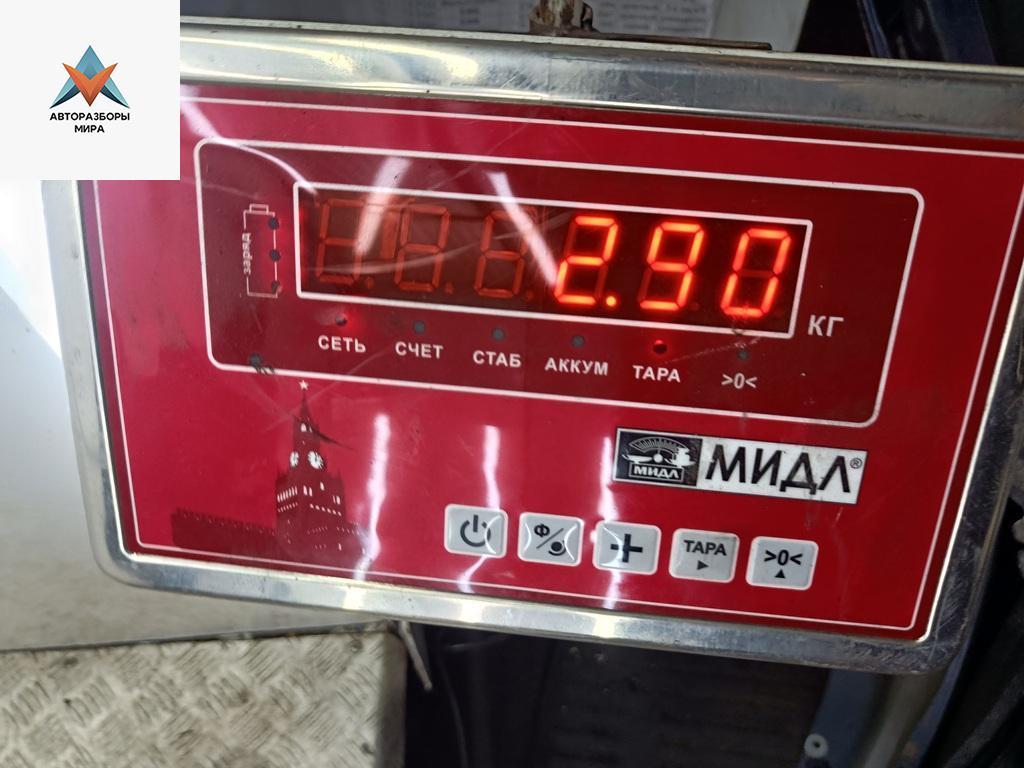 АВТОРАЗБОРЫ
МИРА
заряд
2.90
КГ
СЕТЬ СЧЕТ СТАБ АККУМ ТАРА >0<
МИДЛ МИДЛ®
Ф ТАРА >0<